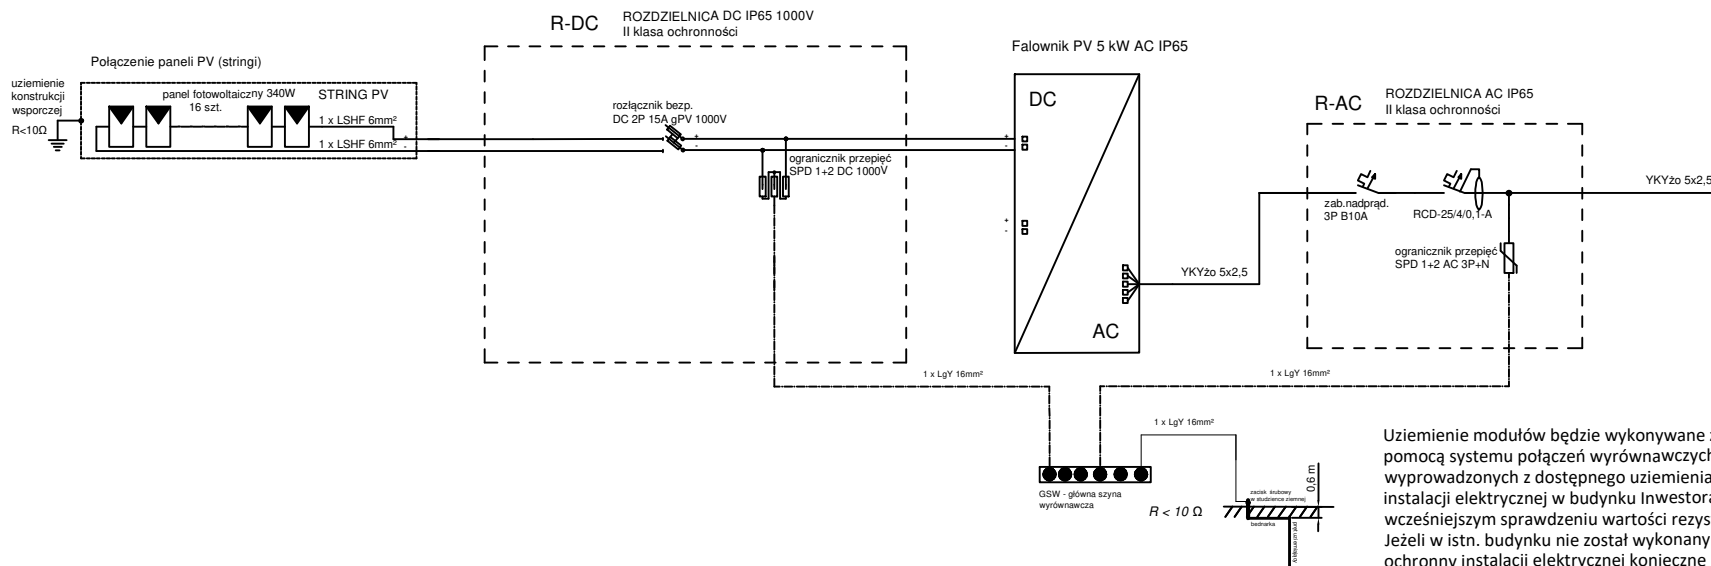 R-DC
ROZDZIELNICA DC IP65 1000V
II klasa ochronności
Połączenie paneli PV (stringi)
uziemienie
konstrukcji
wsporczej
R<10Ω
panel fotowoltaiczny 340W
16 szt.
STRING PV
1 x LSHF 6mm²
1 x LSHF 6mm²
+
-
rozłącznik bezp.
DC 2P 15A gPV 1000V
+
-
ogranicznik przepięć
SPD 1+2 DC 1000V
Falownik PV 5 kW AC IP65
DC
+
-
+
-
AC
YKYżo 5x2,5
R-AC
ROZDZIELNICA AC IP65
II klasa ochronności
zab.nadprąd.
3P B10A
RCD-25/4/0,1-A
YKYżo 5x2,5
ogranicznik przepięć
SPD 1+2 AC 3P+N
1 x LgY 16mm²
1 x LgY 16mm²
1 x LgY 16mm²
GSW - główna szyna
wyrównawcza
R < 10 Ω
zacisk śrubowy
w studzience ziemnej
bednarka
0,6 m
Uziemienie modułów będzie wykonywane z
pomocą systemu połączeń wyrównawczych
wyprowadzonych z dostępnego uziemienia
instalacji elektrycznej w budynku Inwestora
wcześniejszym sprawdzeniu wartości rezys
Jeżeli w istn. budynku nie został wykonany
ochronny instalacji elektrycznej konieczne